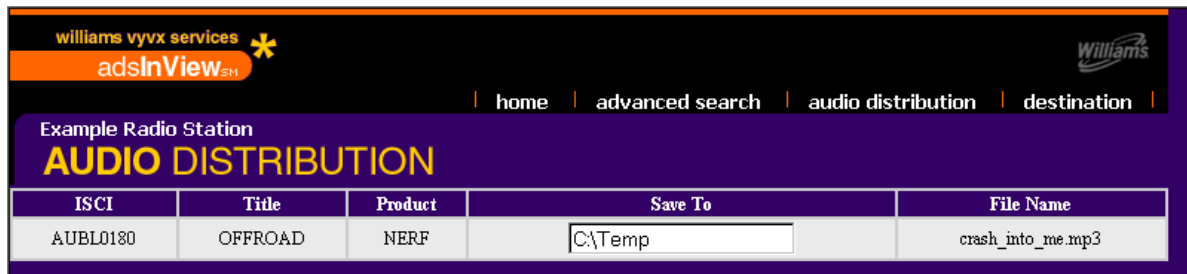 williams vyvx services
adsInViewSM
Williams
home | advanced search | audio distribution | destination
Example Radio Station
AUDIO DISTRIBUTION
ISCI Title Product Save To File Name
AUBL0180 OFFROAD NERF C:\Temp crash_into_me.mp3